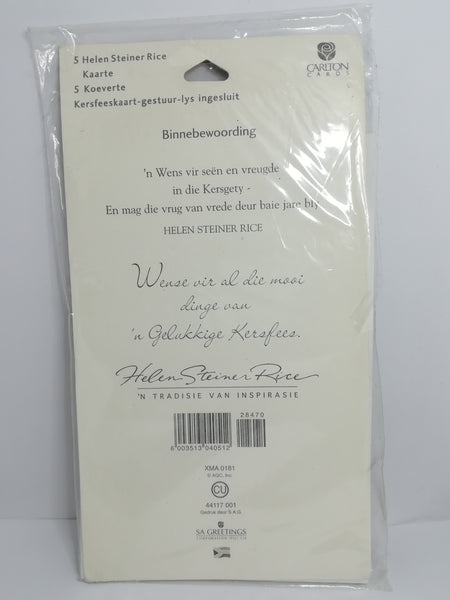 5 Helen Steiner Rice
Kaarte
5 Koeverte
Kersfeeskaart-gestuur-lys ingesluit
CARLTON
CARDS
Binnebewoording
'n Wens vir seën en vreugde
in die Kersgety -
En mag die vrug van vrede deur baie jare bly
HELEN STEINER RICE
Wense vir al die mooi
dinge van
'n Gelukkige Kersfees.
Helen Steiner Rice
'N TRADISIE VAN INSPIRASIE
28470
6 003513 040512
XMA 0181
© AGC, Inc.
CU
44117 001
Gedruk deur S.A.G.
SA GREETINGS